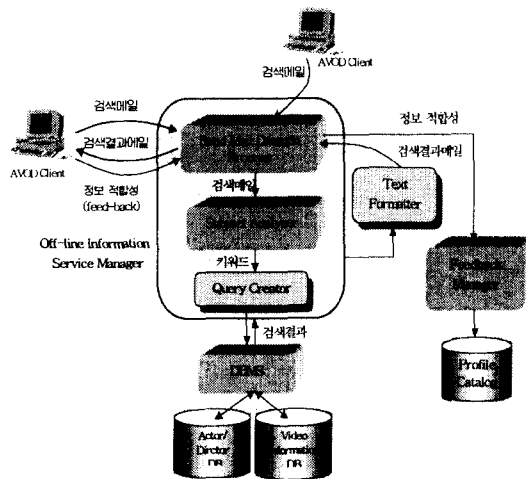 AVOD Client
검색메일
검색메일
검색결과메일
AVOD Client
정보 적합성
(feed-back)
정보 적합성
검색결과메일
검색메일
Text
Formatter
Off-line Information
Service Manager
키워드
Query Creator
Feedback
Manager
검색결과
DBMS
Profile
Catalog
Actor/
Dirctor
DB
Video
Information
DB